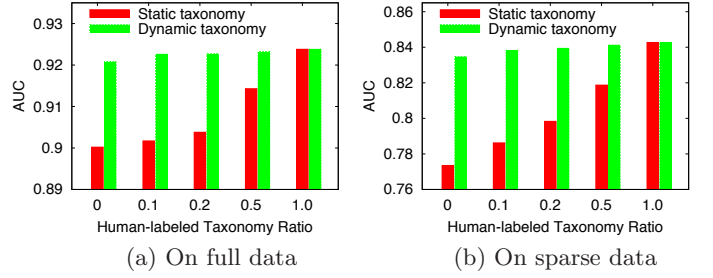 0.93
0.92
0.91
0.9
0.89
AUC
Static taxonomy
Dynamic taxonomy
0 0.1 0.2 0.5 1.0
Human-labeled Taxonomy Ratio
(a) On full data
0.86
0.84
0.82
0.8
0.78
0.76
AUC
Static taxonomy
Dynamic taxonomy
0 0.1 0.2 0.5 1.0
Human-labeled Taxonomy Ratio
(b) On sparse data